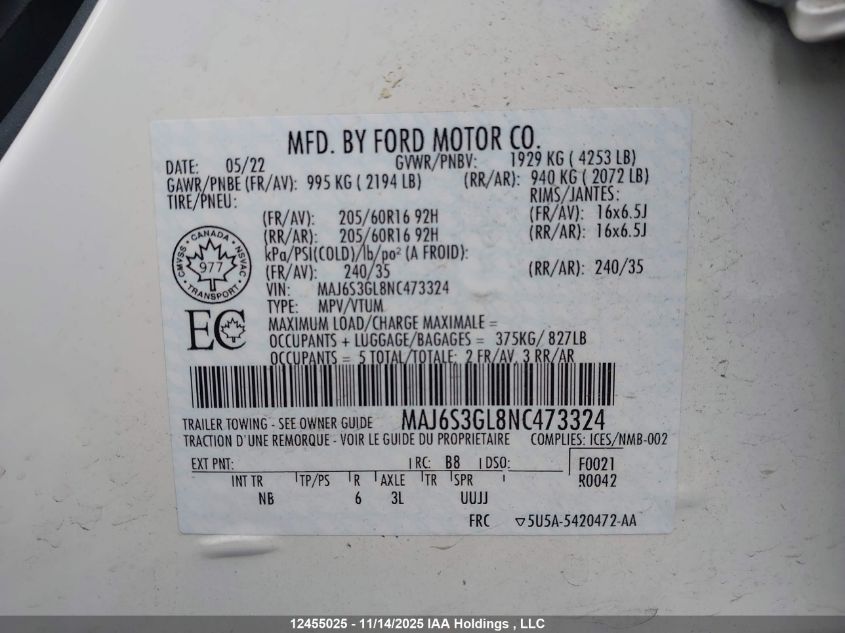 MFD. BY FORD MOTOR CO.
DATE: 05/22 GVWR/PNBV: 1929 KG ( 4253 LB)
GAWR/PNBE (FR/AV): 995 KG ( 2194 LB) (RR/AR): 940 KG ( 2072 LB)
TIRE/PNEU: RIMS/JANTES:
(FR/AV): 205/60R16 92H (FR/AV): 16x6.5J
(RR/AR): 205/60R16 92H (RR/AR): 16x6.5J
kPa/PSI(COLD)/lb/po² (A FROID):
(FR/AV): 240/35 (RR/AR): 240/35
CANADA
CMVSS NSVAC
977
TRANSPORT
VIN: MAJ6S3GL8NC473324
TYPE: MPV/VTUM
EC
MAXIMUM LOAD/CHARGE MAXIMALE =
OCCUPANTS + LUGGAGE/BAGAGES = 375KG/ 827LB
OCCUPANTS = 5 TOTAL/TOTALE: 2 FR/AV, 3 RR/AR
TRAILER TOWING - SEE OWNER GUIDE MAJ6S3GL8NC473324
TRACTION D'UNE REMORQUE - VOIR LE GUIDE DU PROPRIETAIRE COMPLIES: ICES/NMB-002
EXT PNT: RC: B8 DSO: F0021
INT TR TP/PS R AXLE TR SPR R0042
NB 6 3L UUJJ
FRC ▽5U5A-5420472-AA
12455025 - 11/14/2025 IAA Holdings , LLC